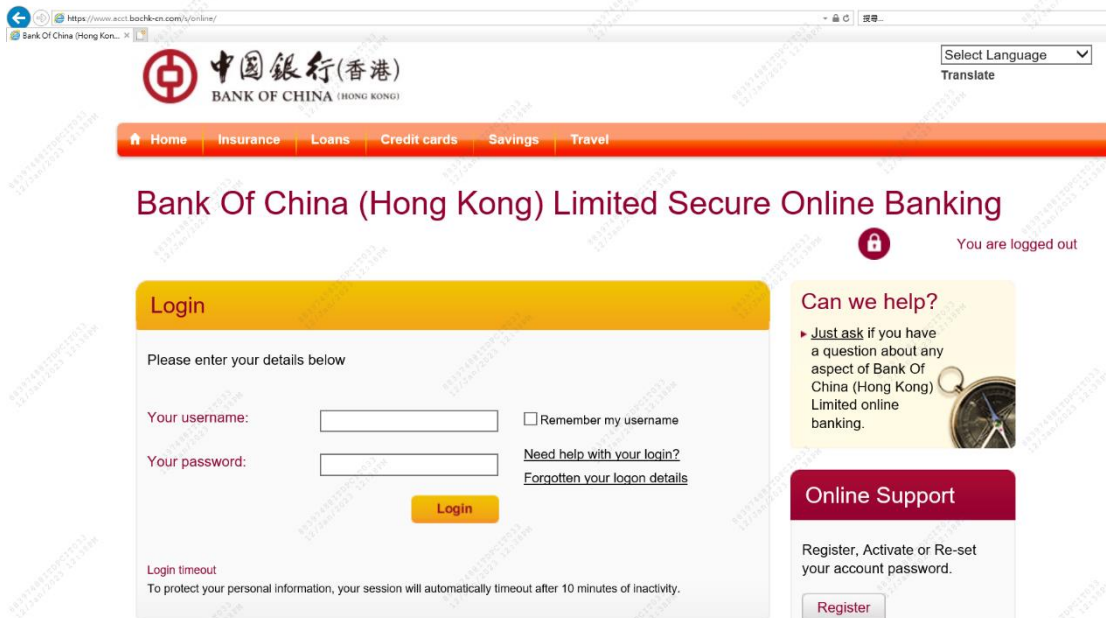 https://www.acct.bochk-cn.com/s/online/
搜尋...
Bank Of China (Hong Kon...
中國銀行(香港)
BANK OF CHINA (HONG KONG)
Select Language
Translate
Home Insurance Loans Credit cards Savings Travel
Bank Of China (Hong Kong) Limited Secure Online Banking
You are logged out
Login
Please enter your details below
Your username:
Remember my username
Your password:
Need help with your login?
Forgotten your logon details
Login
Login timeout
To protect your personal information, your session will automatically timeout after 10 minutes of inactivity.
Can we help?
Just ask if you have
a question about any
aspect of Bank Of
China (Hong Kong)
Limited online
banking.
Online Support
Register, Activate or Re-set
your account password.
Register